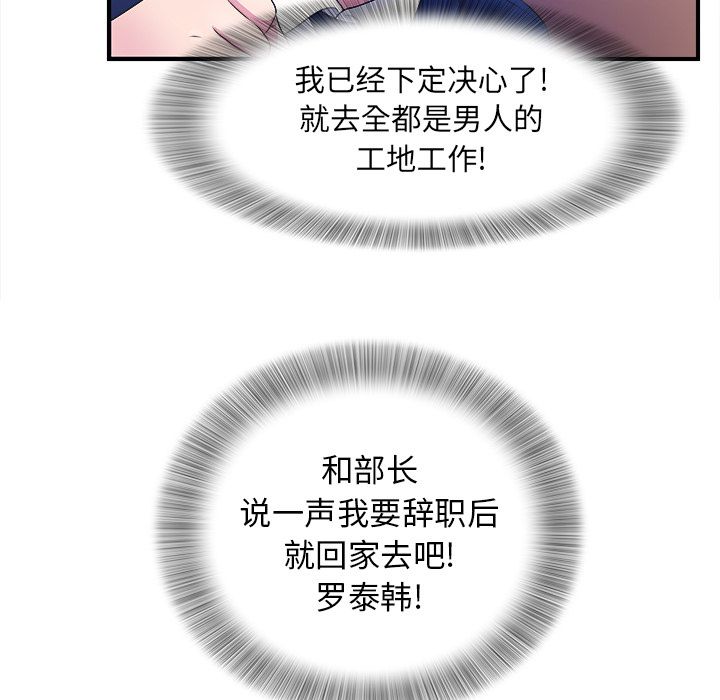 我已经下定决心了!
就去全都是男人的
工地工作!
和部长
说一声我要辞职后
就回家去吧!
罗泰韩!